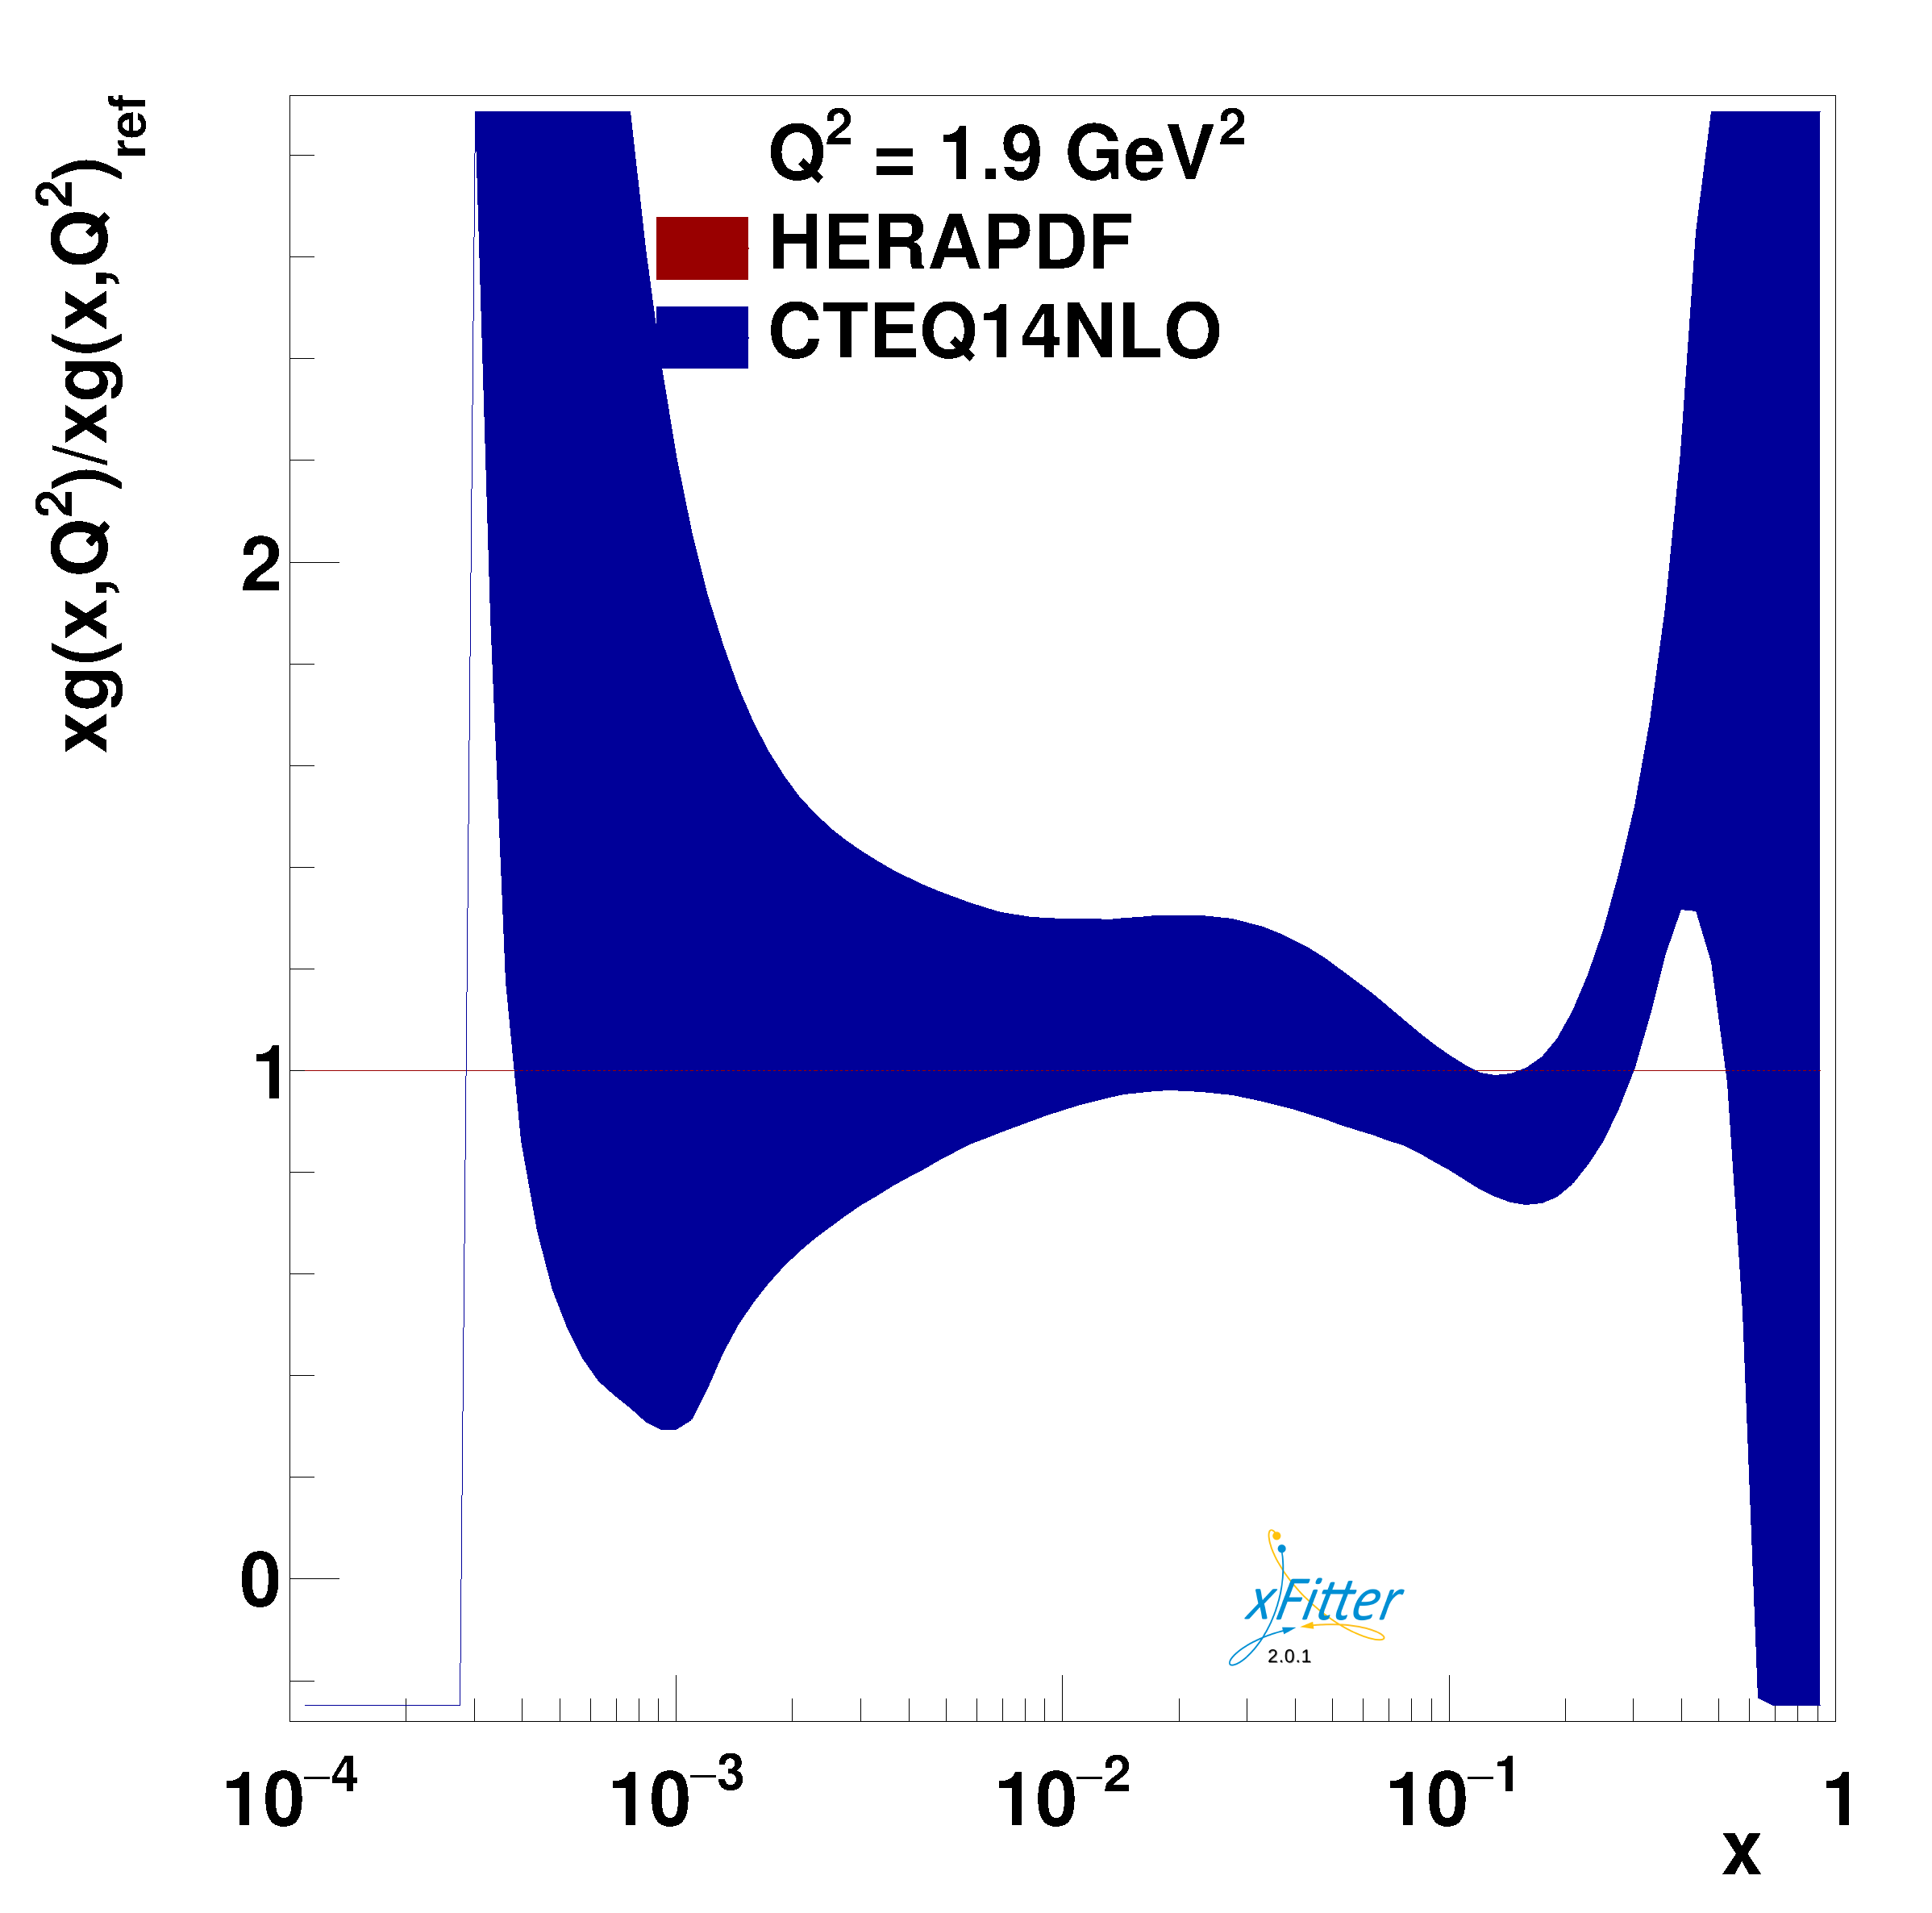 xg(x,Q²)/xg(x,Q²)ref
Q² = 1.9 GeV²
HERAPDF
CTEQ14NLO
2
1
0
xFitter
2.0.1
10⁻⁴ 10⁻³ 10⁻² 10⁻¹ 1
x